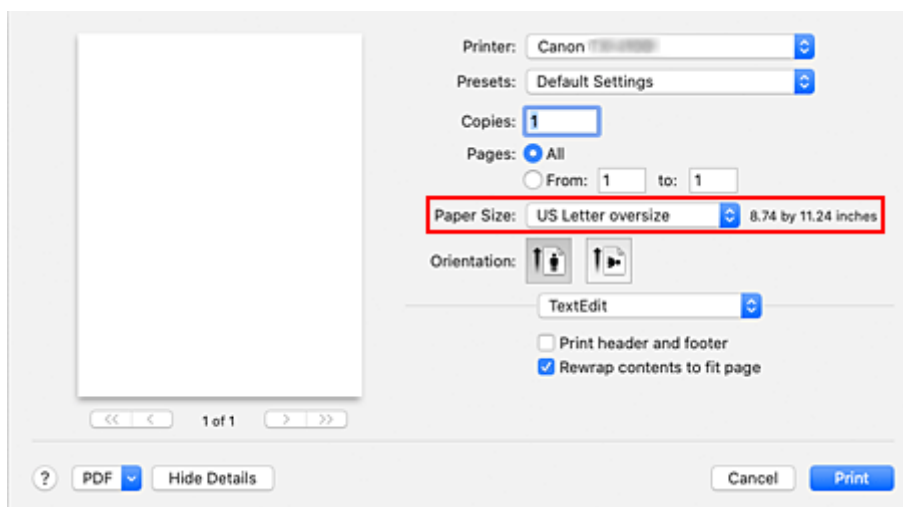 Printer: Canon
Presets: Default Settings
Copies: 1
Pages: All
From: 1 to: 1
Paper Size: US Letter oversize 8.74 by 11.24 inches
Orientation:
TextEdit
Print header and footer
Rewrap contents to fit page
<< < 1 of 1 > >>
? PDF Hide Details Cancel Print